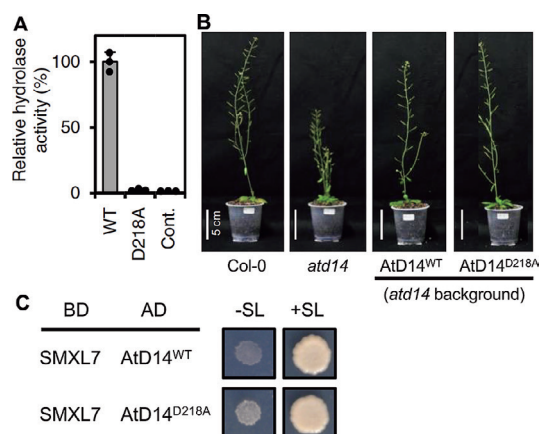 A
Relative hydrolase
activity (%)
100
50
0
WT
D218A
Cont.
B
5 cm
Col-0
atd14
AtD14WT
AtD14D218A
(atd14 background)
C
BD AD -SL +SL
SMXL7 AtD14WT
SMXL7 AtD14D218A